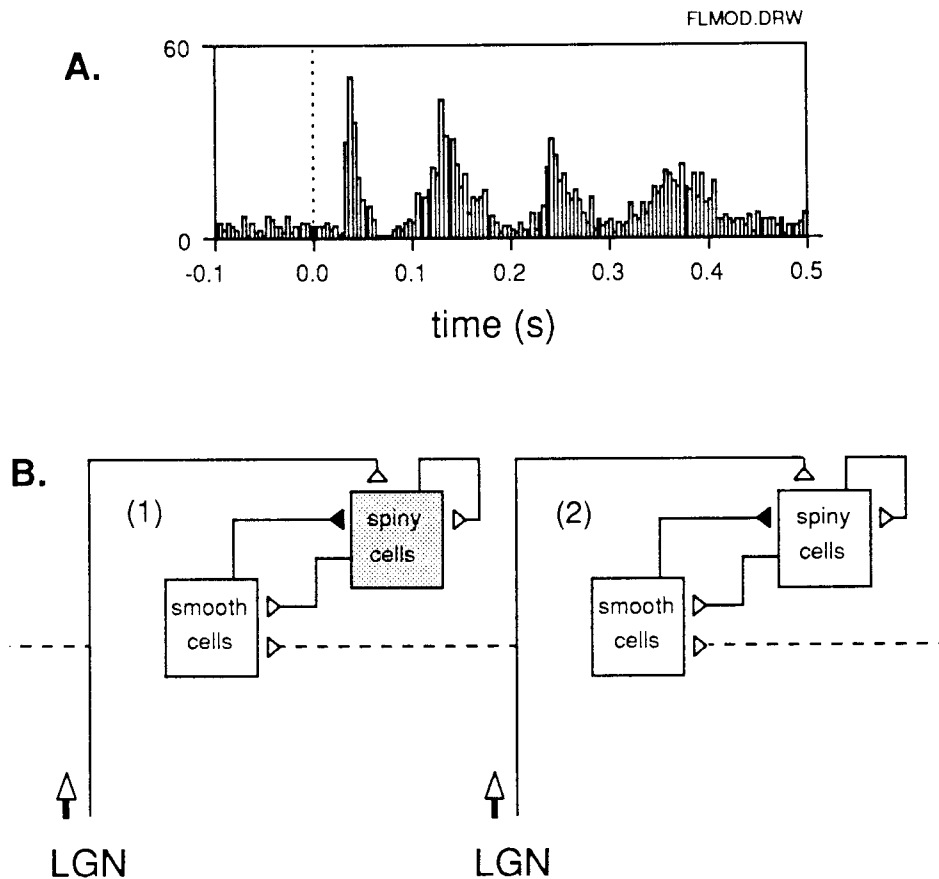 FLMOD.DRW
A.
60
0
-0.1 0.0 0.1 0.2 0.3 0.4 0.5
time (s)
B.
(1)
spiny
cells
smooth
cells
(2)
spiny
cells
smooth
cells
LGN
LGN